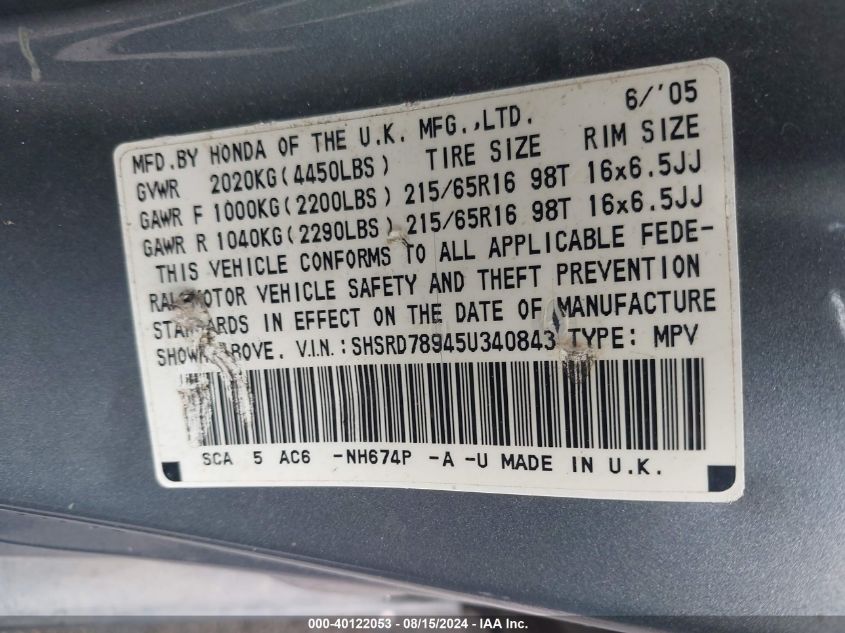 6/'05
MFD.BY HONDA OF THE U.K. MFG.,LTD.
GVWR 2020KG(4450LBS) TIRE SIZE RIM SIZE
GAWR F 1000KG(2200LBS) 215/65R16 98T 16x6.5JJ
GAWR R 1040KG(2290LBS) 215/65R16 98T 16x6.5JJ
THIS VEHICLE CONFORMS TO ALL APPLICABLE FEDE-
RAL MOTOR VEHICLE SAFETY AND THEFT PREVENTION
STANDARDS IN EFFECT ON THE DATE OF MANUFACTURE
SHOWN ABOVE. V.I.N.:SHSRD78945U340843 TYPE: MPV
SCA 5 AC6 -NH674P -A -U MADE IN U.K.
000-40122053 - 08/15/2024 - IAA Inc.